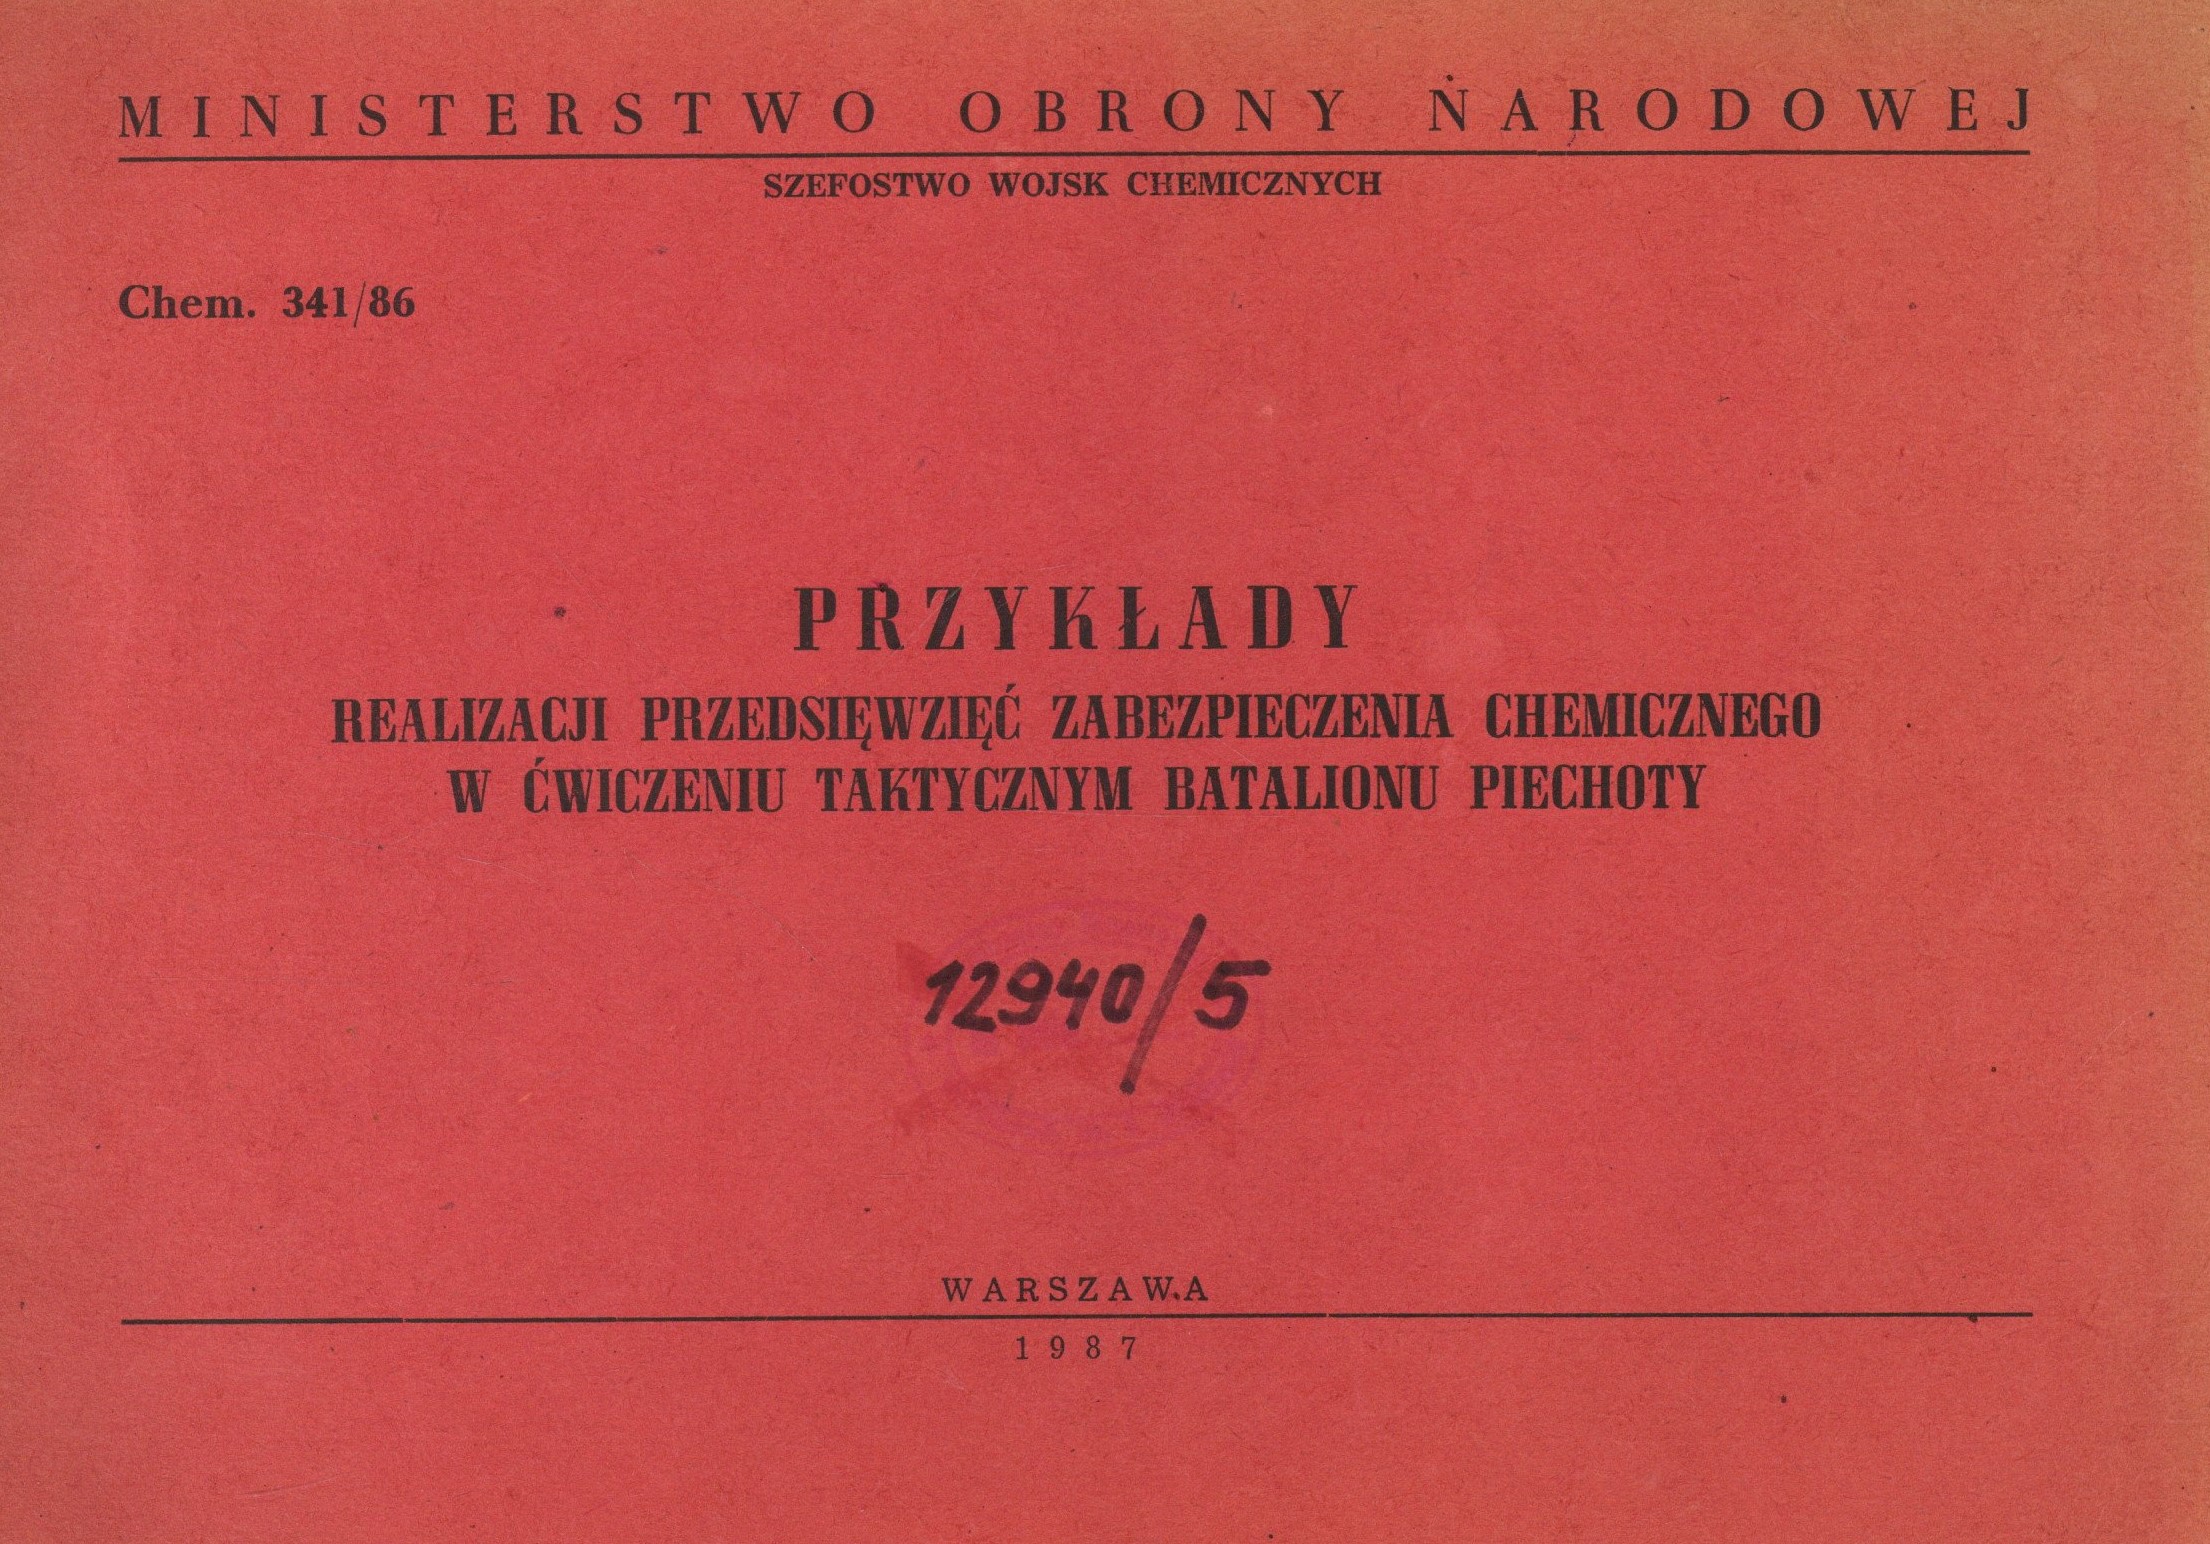 MINISTERSTWO OBRONY NARODOWEJ
SZEFOSTWO WOJSK CHEMICZNYCH
Chem. 341/86
PRZYKŁADY
REALIZACJI PRZEDSIĘWZIĘĆ ZABEZPIECZENIA CHEMICZNEGO
W ĆWICZENIU TAKTYCZNYM BATALIONU PIECHOTY
12940/5
WARSZAWA
1987